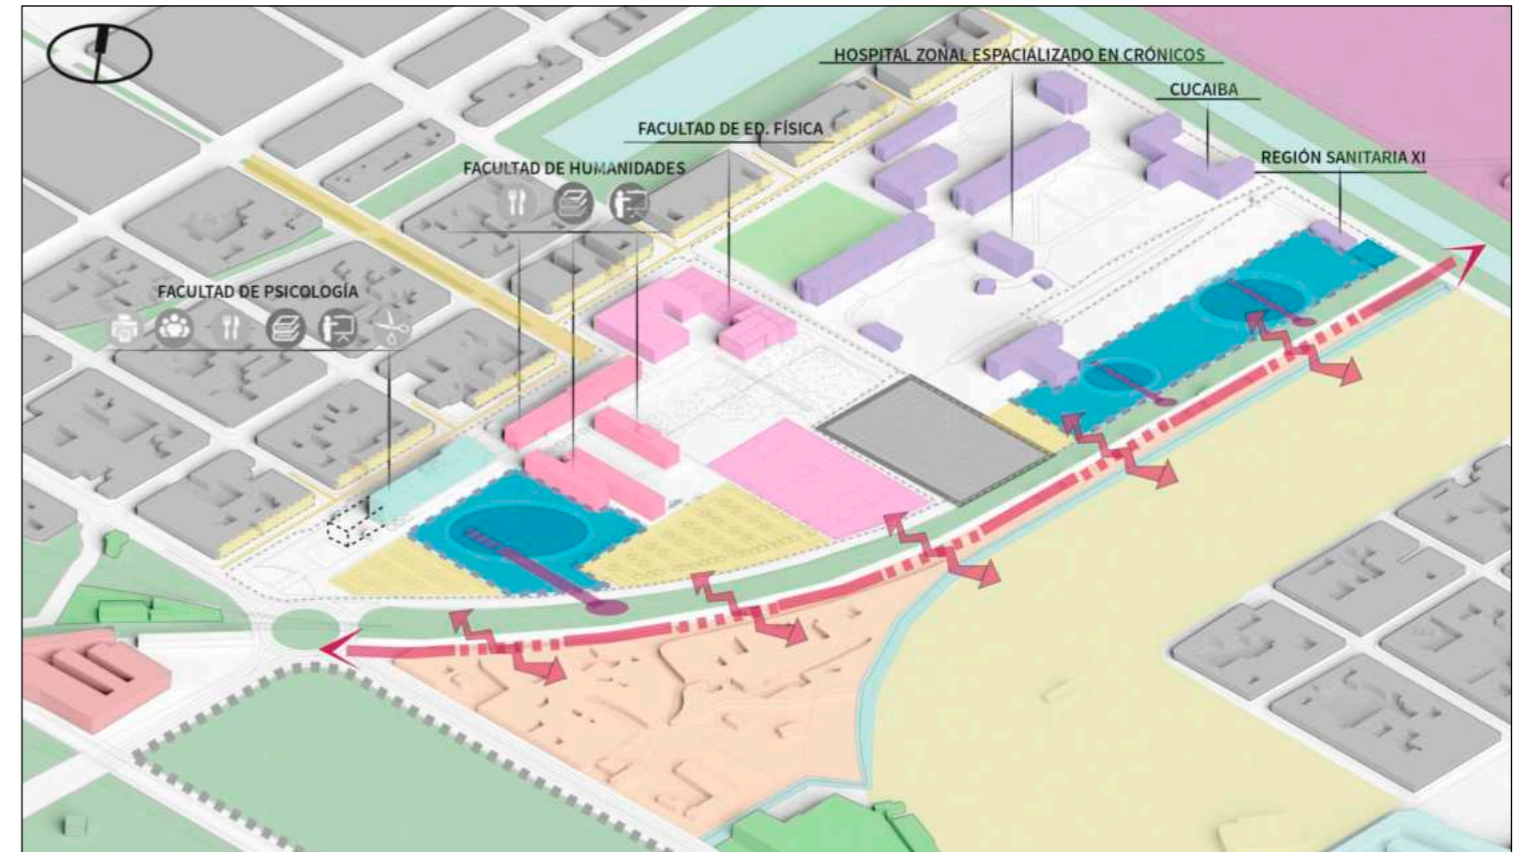 HOSPITAL ZONAL ESPACIALIZADO EN CRÓNICOS
CUCAIBA
FACULTAD DE ED. FÍSICA
REGIÓN SANITARIA XI
FACULTAD DE HUMANIDADES
FACULTAD DE PSICOLOGÍA